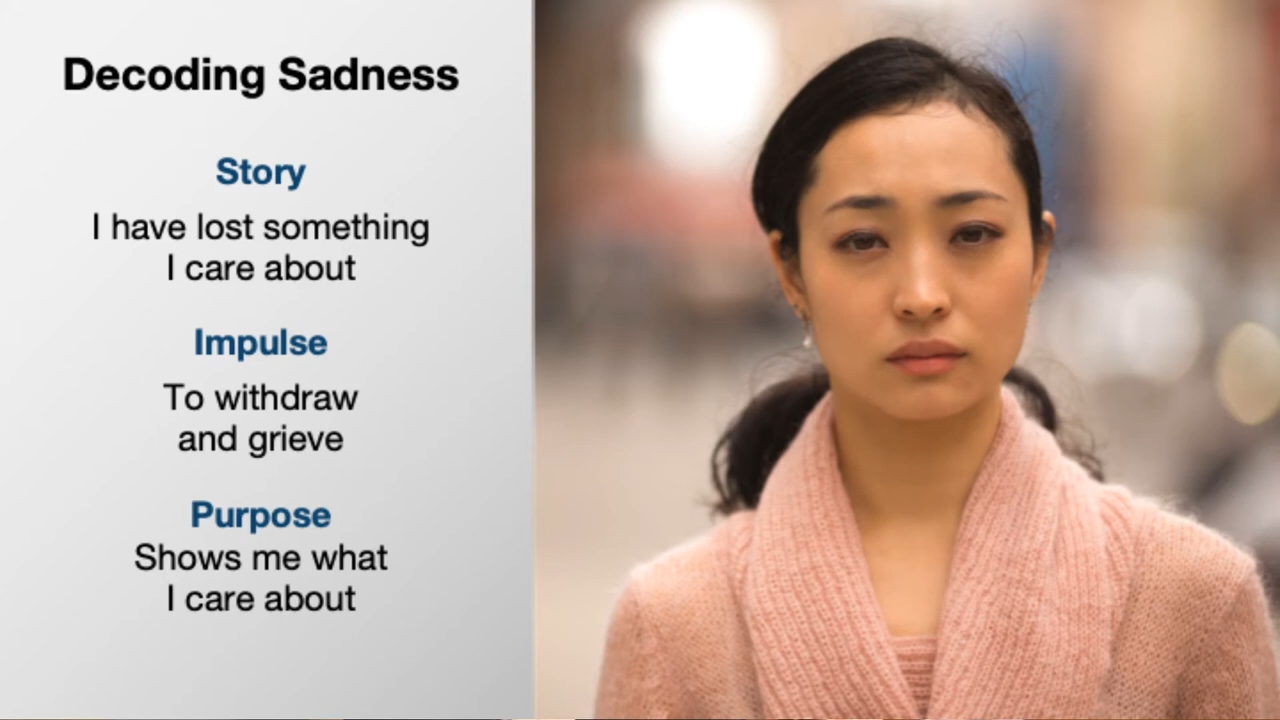 Decoding Sadness
Story
I have lost something
I care about
Impulse
To withdraw
and grieve
Purpose
Shows me what
I care about